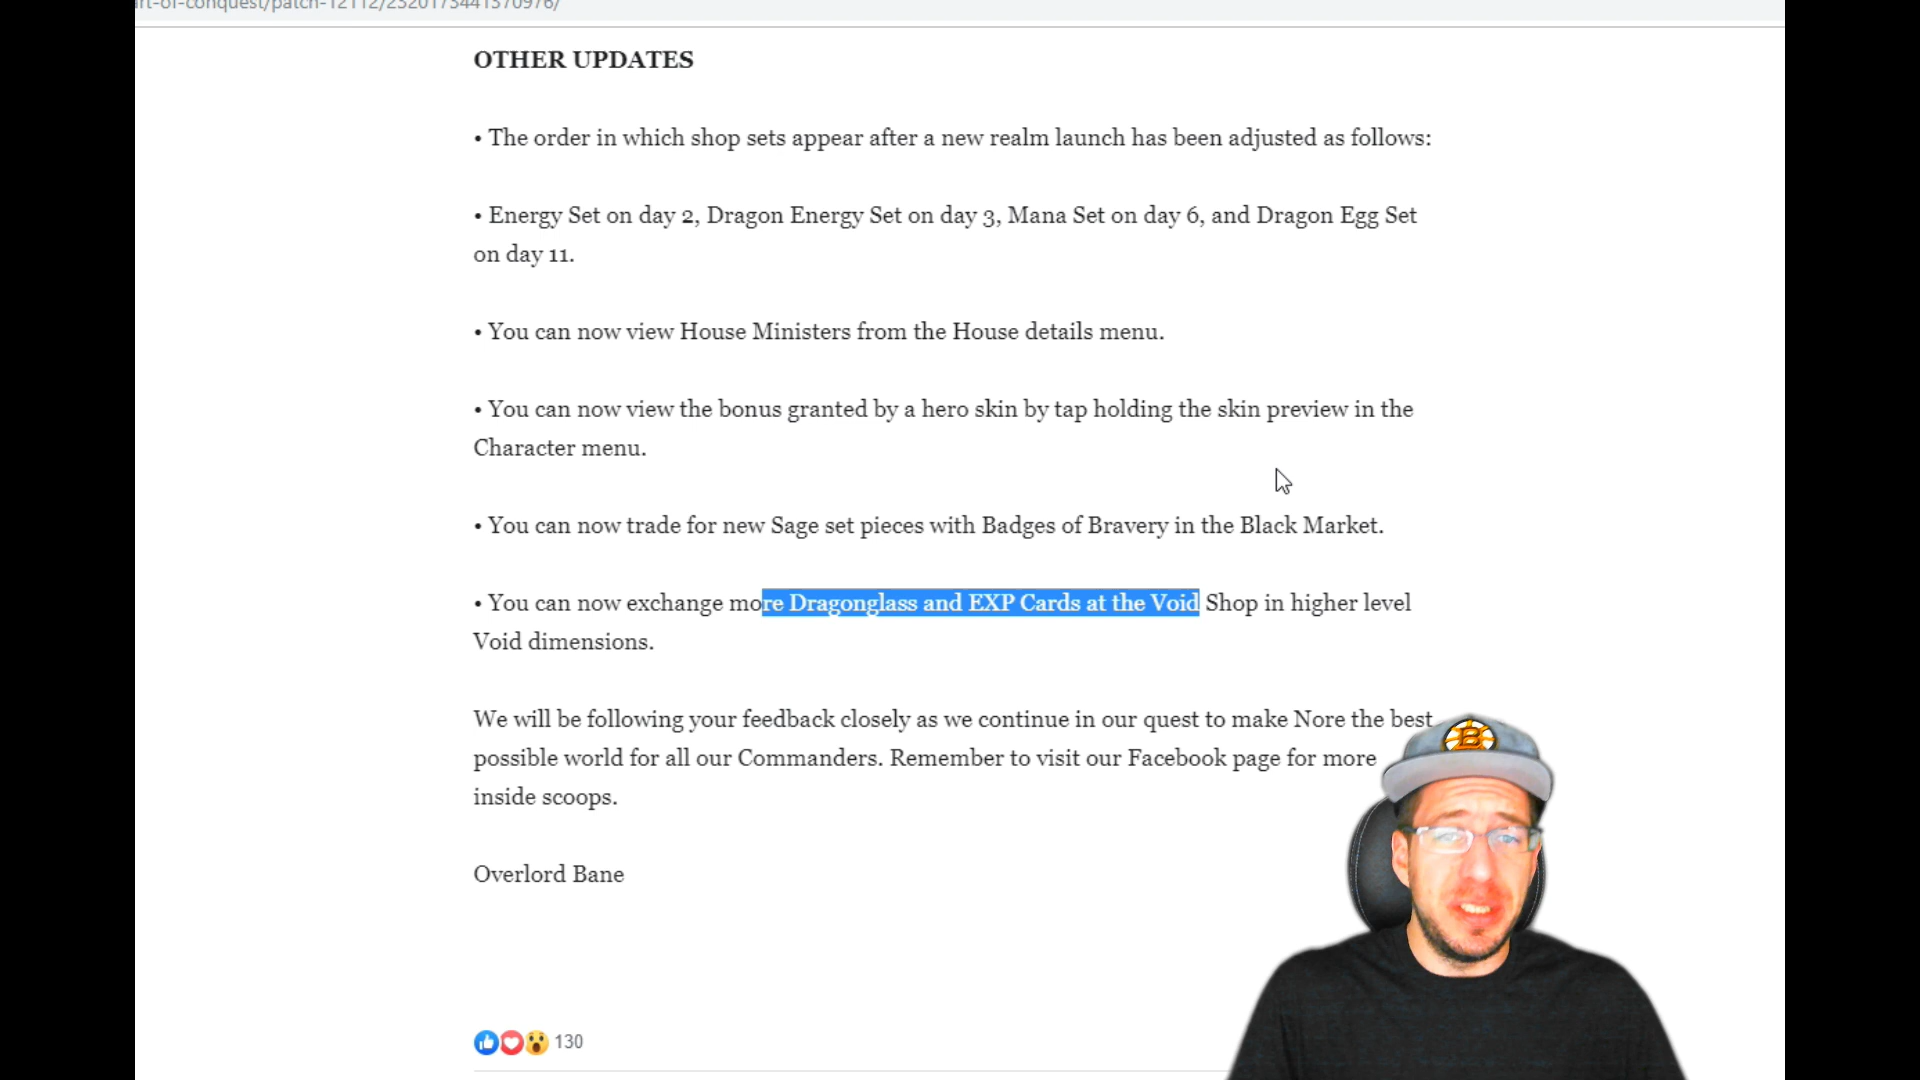 rt-of-conquest/patch-12112/2320173441370976/
OTHER UPDATES
• The order in which shop sets appear after a new realm launch has been adjusted as follows:
• Energy Set on day 2, Dragon Energy Set on day 3, Mana Set on day 6, and Dragon Egg Set
on day 11.
• You can now view House Ministers from the House details menu.
• You can now view the bonus granted by a hero skin by tap holding the skin preview in the
Character menu.
• You can now trade for new Sage set pieces with Badges of Bravery in the Black Market.
• You can now exchange more Dragonglass and EXP Cards at the Void Shop in higher level
Void dimensions.
We will be following your feedback closely as we continue in our quest to make Nore the best
possible world for all our Commanders. Remember to visit our Facebook page for more
inside scoops.
B
Overlord Bane
130